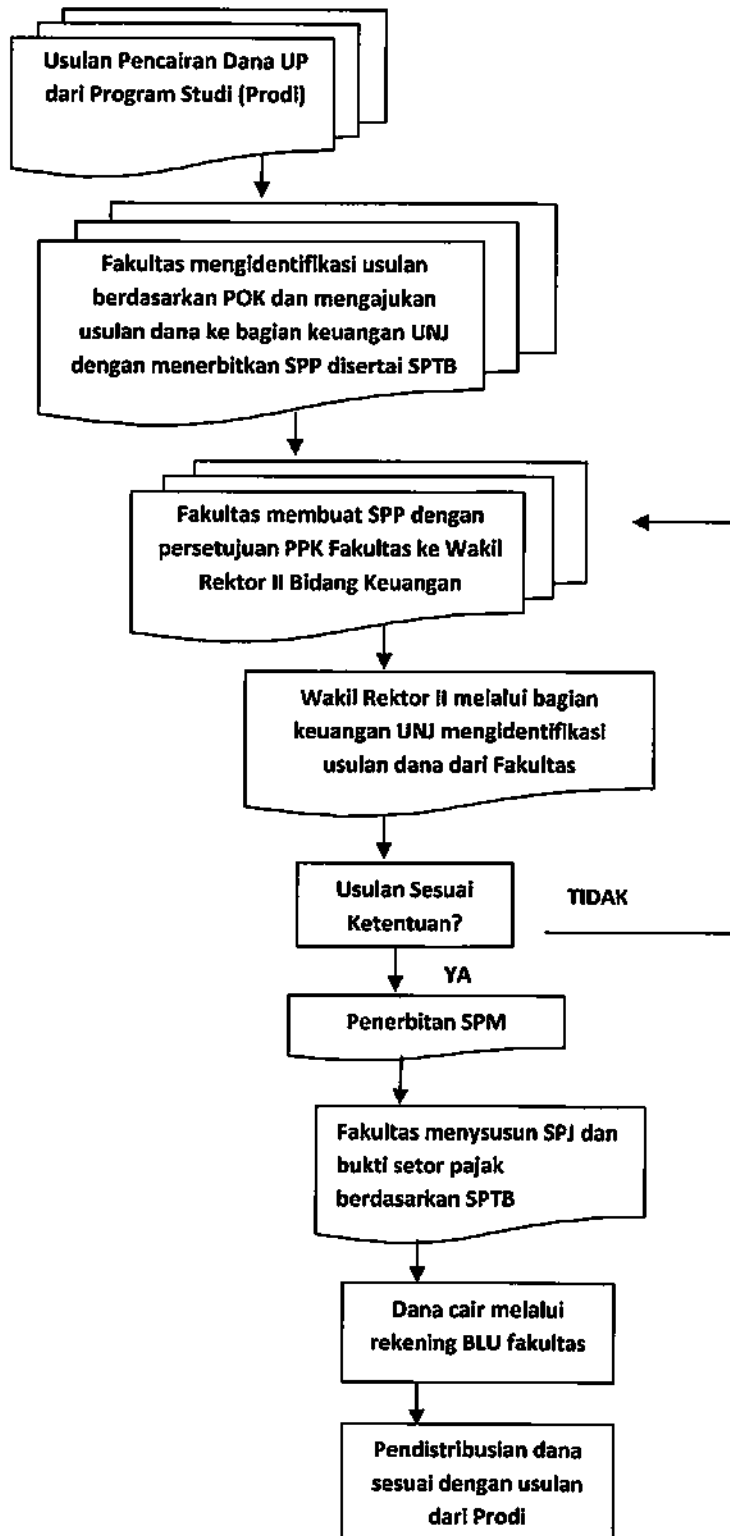 Usulan Pencairan Dana UP
dari Program Studi (Prodi)
Fakultas mengidentifikasi usulan
berdasarkan POK dan mengajukan
usulan dana ke bagian keuangan UNJ
dengan menerbitkan SPP disertai SPTB
Fakultas membuat SPP dengan
persetujuan PPK Fakultas ke Wakil
Rektor II Bidang Keuangan
Wakil Rektor II melalui bagian
keuangan UNJ mengidentifikasi
usulan dana dari Fakultas
Usulan Sesuai
Ketentuan?
TIDAK
YA
Penerbitan SPM
Fakultas menysusun SPJ dan
bukti setor pajak
berdasarkan SPTB
Dana cair melalui
rekening BLU fakultas
Pendistribusian dana
sesuai dengan usulan
dari Prodi